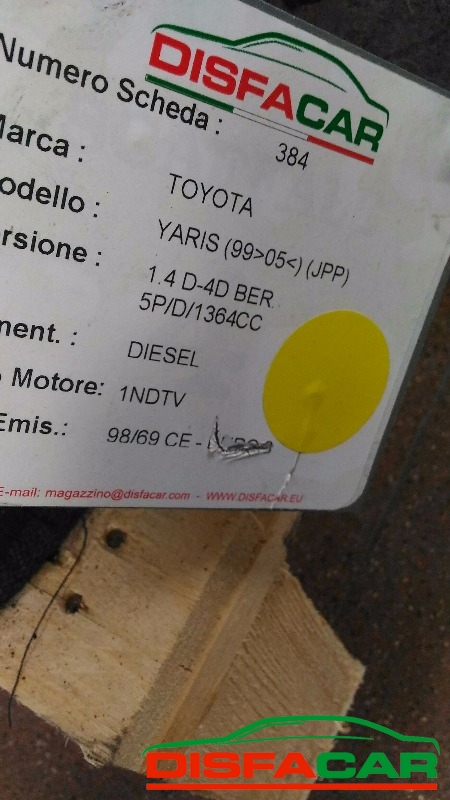 DISFACAR
Numero Scheda : 384
Marca : TOYOTA
odello : YARIS (99>05<) (JPP)
ersione : 1.4 D-4D BER.
5P/D/1364CC
ment. : DIESEL
Motore: 1NDTV
Emis.: 98/69 CE -
E-mail: magazzino@disfacar.com - WWW.DISFACAR.EU
DISFACAR